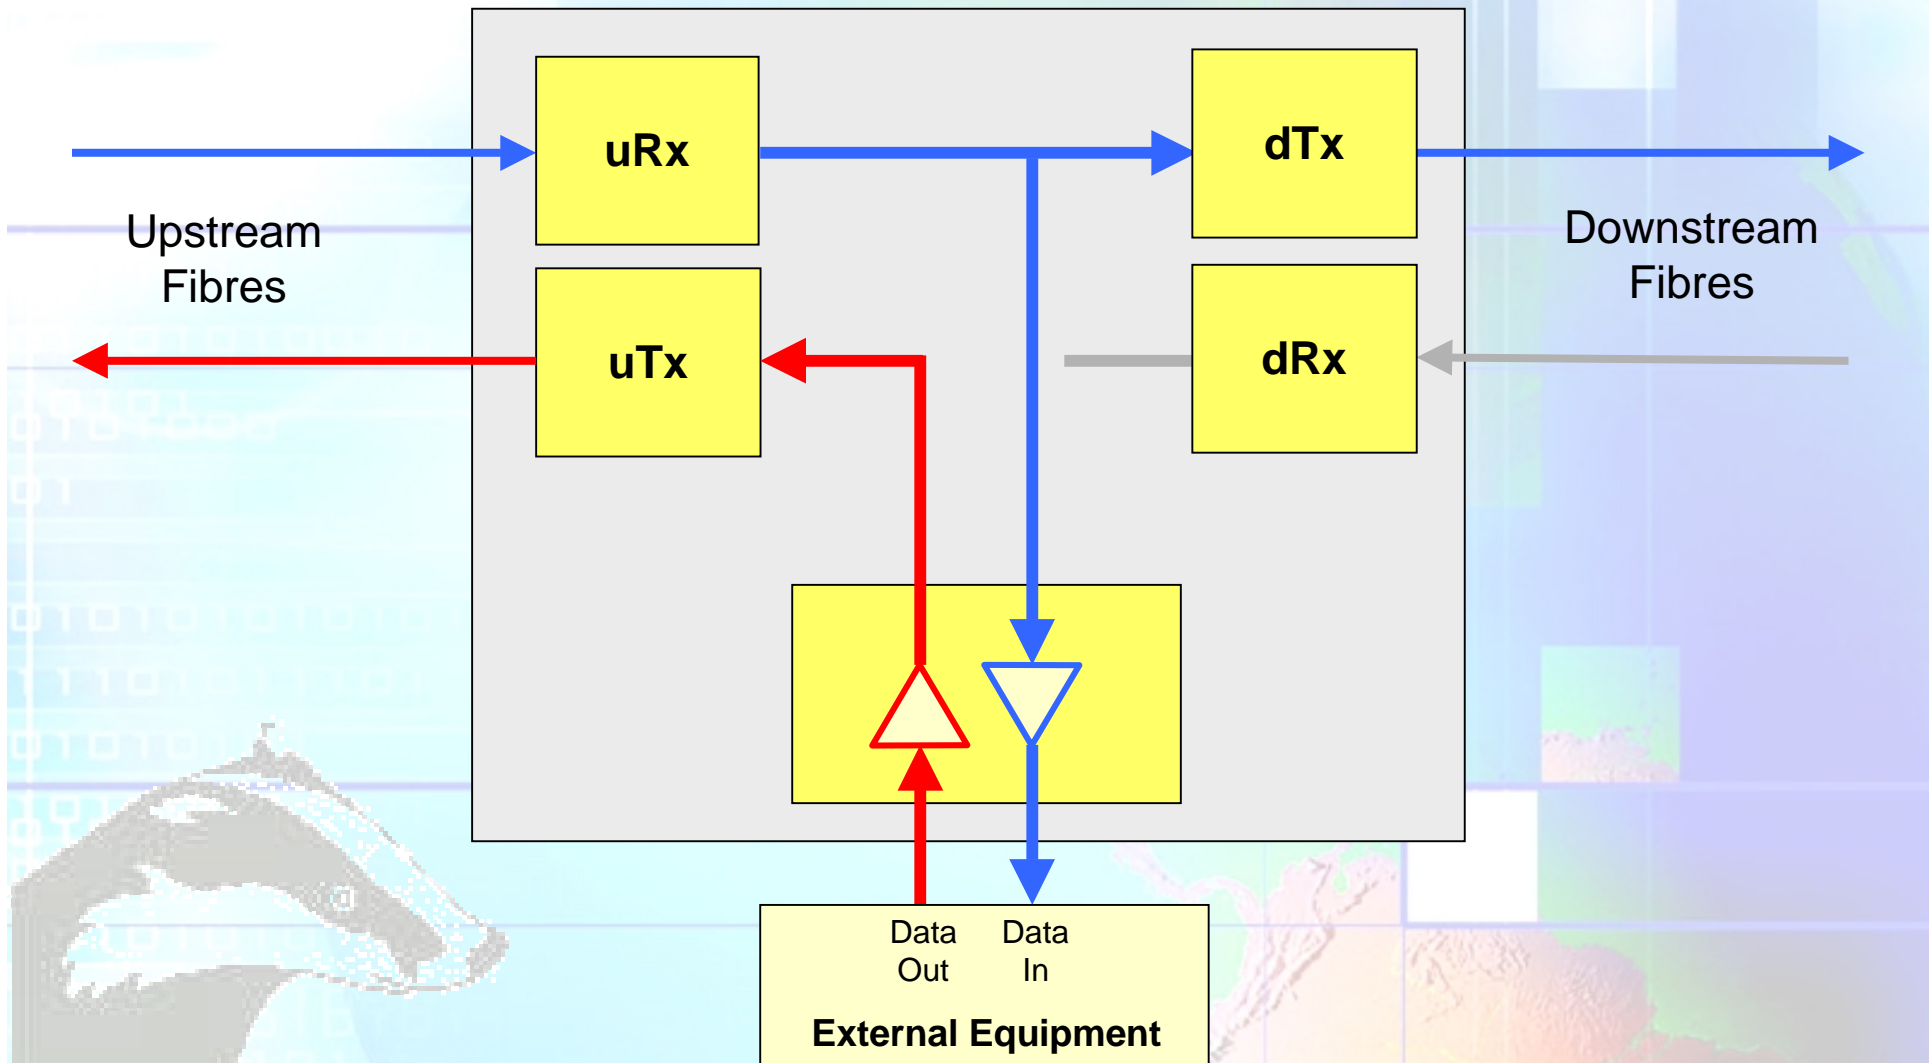 uRx
dTx
Upstream
Fibres
Downstream
Fibres
uTx
dRx
Data
Out
Data
In
External Equipment